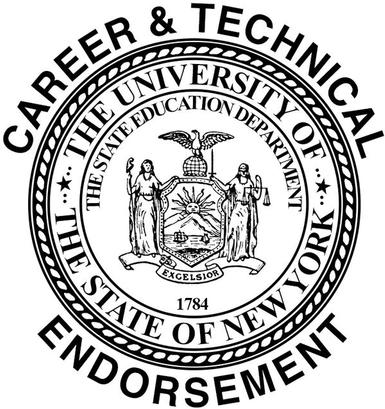 CAREER & TECHNICAL
THE UNIVERSITY OF
THE STATE EDUCATION DEPARTMENT
EXCELSIOR
1784
THE STATE OF NEW YORK
ENDORSEMENT